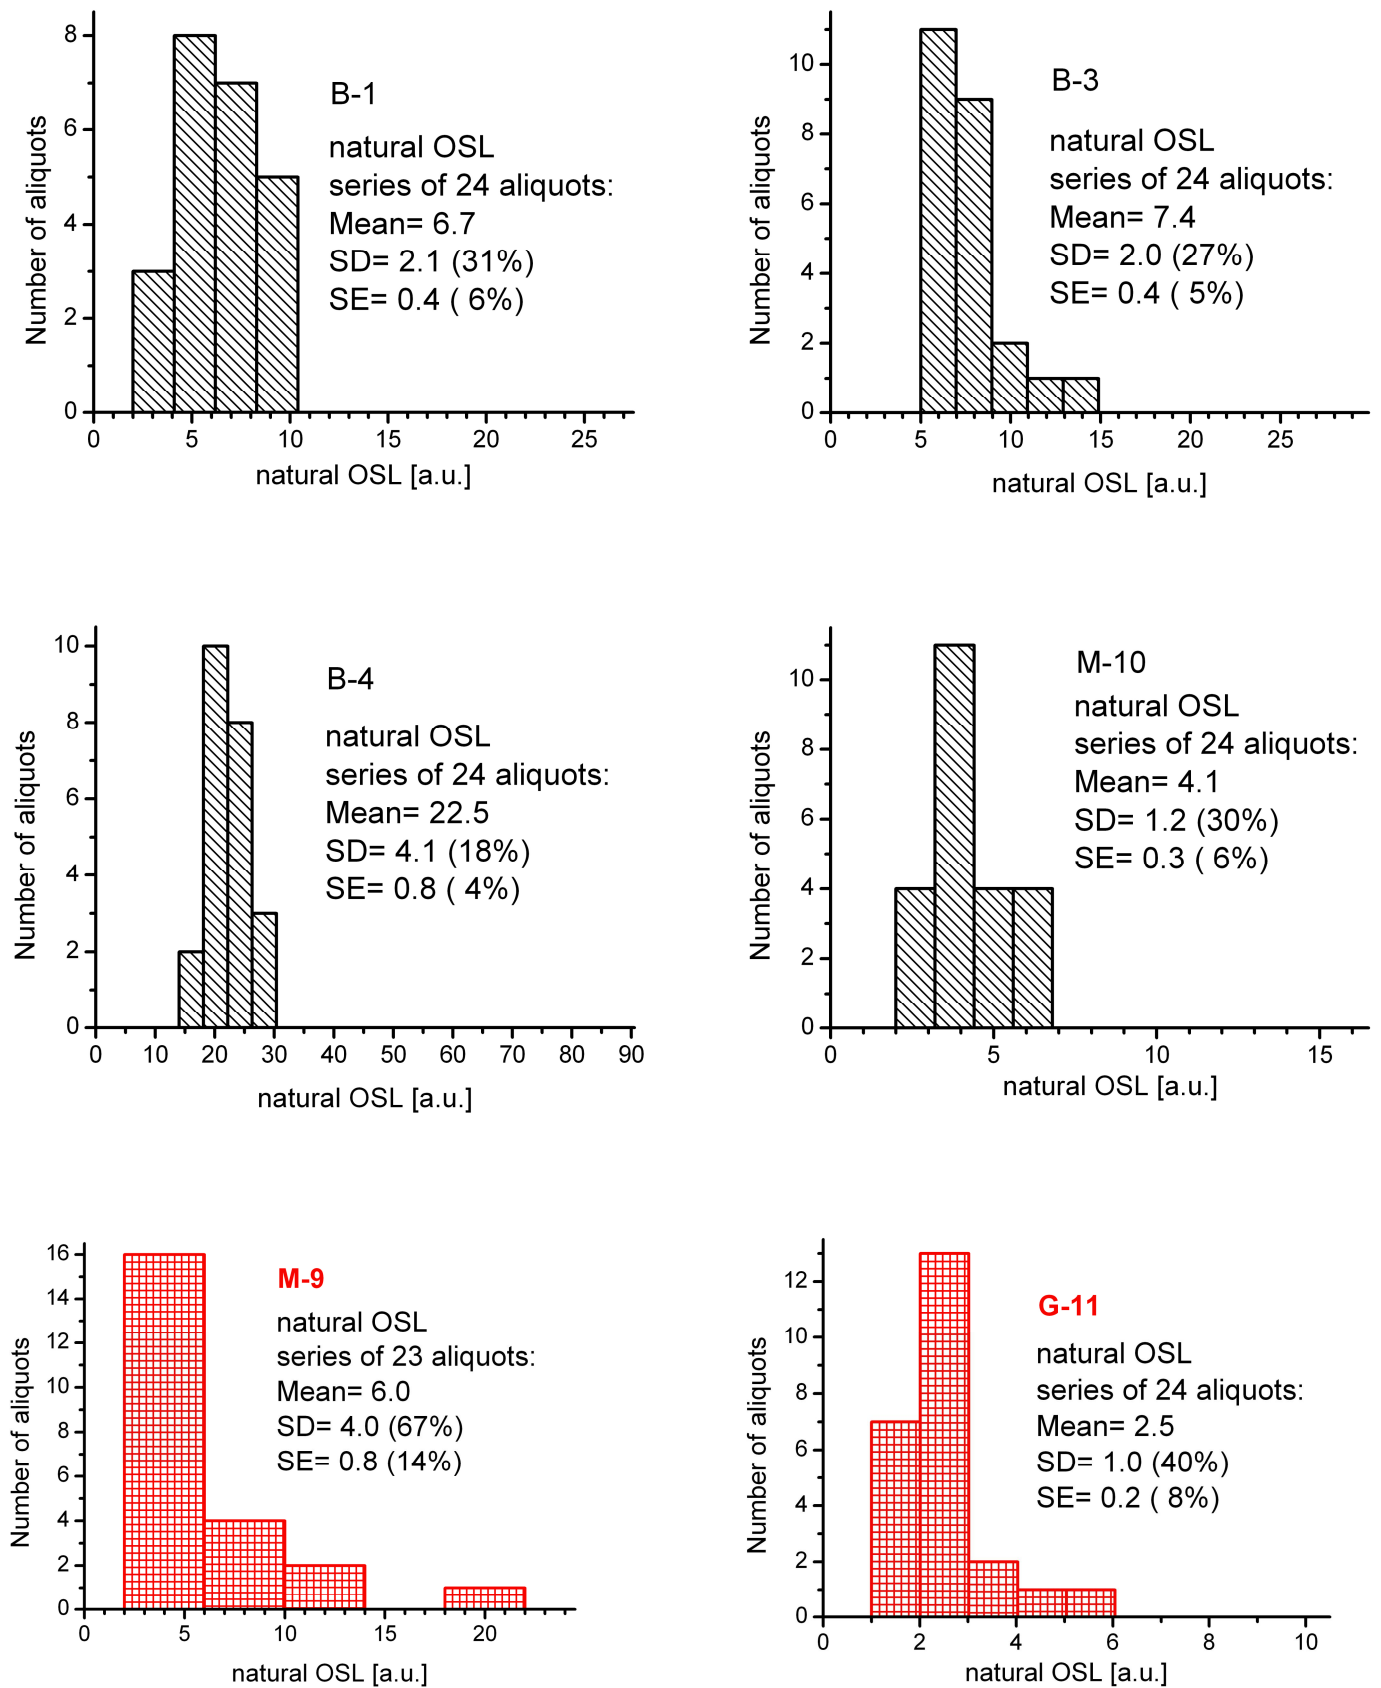 B-1
natural OSL
series of 24 aliquots:
Mean= 6.7
SD= 2.1 (31%)
SE= 0.4 ( 6%)
Number of aliquots
8
6
4
2
0
0 5 10 15 20 25
natural OSL [a.u.]
B-3
natural OSL
series of 24 aliquots:
Mean= 7.4
SD= 2.0 (27%)
SE= 0.4 ( 5%)
Number of aliquots
10
8
6
4
2
0
0 5 10 15 20 25
natural OSL [a.u.]
B-4
natural OSL
series of 24 aliquots:
Mean= 22.5
SD= 4.1 (18%)
SE= 0.8 ( 4%)
Number of aliquots
10
8
6
4
2
0
0 10 20 30 40 50 60 70 80 90
natural OSL [a.u.]
M-10
natural OSL
series of 24 aliquots:
Mean= 4.1
SD= 1.2 (30%)
SE= 0.3 ( 6%)
Number of aliquots
10
8
6
4
2
0
0 5 10 15
natural OSL [a.u.]
M-9
natural OSL
series of 23 aliquots:
Mean= 6.0
SD= 4.0 (67%)
SE= 0.8 (14%)
Number of aliquots
16
14
12
10
8
6
4
2
0
0 5 10 15 20
natural OSL [a.u.]
G-11
natural OSL
series of 24 aliquots:
Mean= 2.5
SD= 1.0 (40%)
SE= 0.2 ( 8%)
Number of aliquots
12
10
8
6
4
2
0
0 2 4 6 8 10
natural OSL [a.u.]